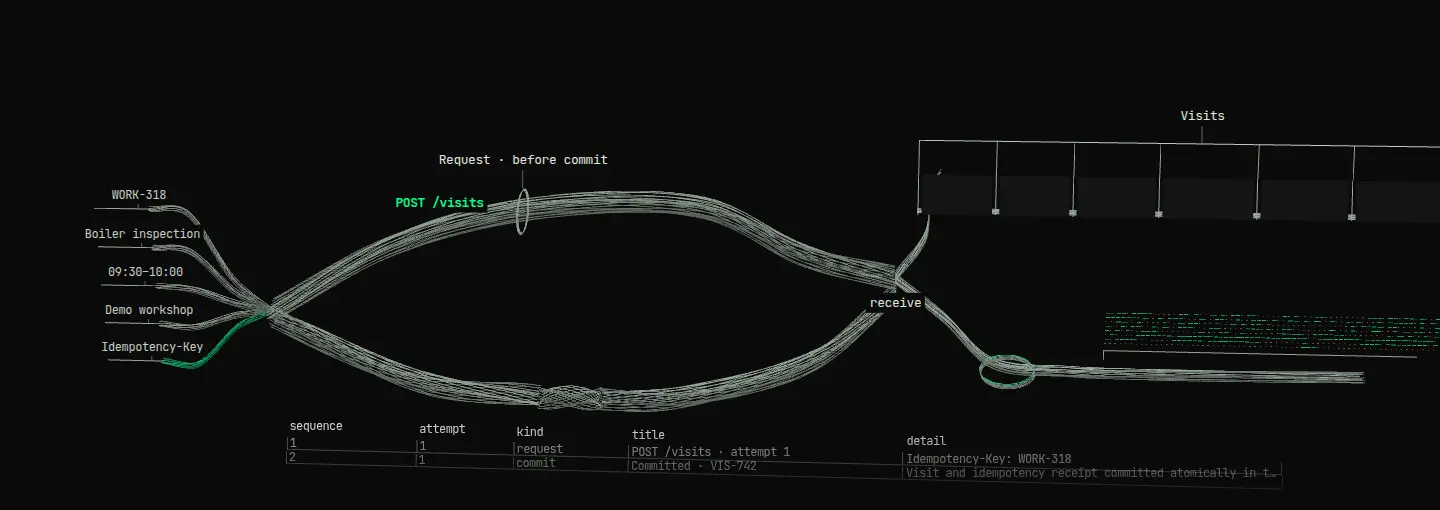 Visits
Request · before commit
POST /visits
WORK-318
Boiler inspection
09:30–10:00
Demo workshop
Idempotency-Key
receive
sequence attempt kind title detail
1 1 request POST /visits · attempt 1 Idempotency-Key: WORK-318
2 1 commit Committed · VIS-742 Visit and idempotency receipt committed atomically in t…